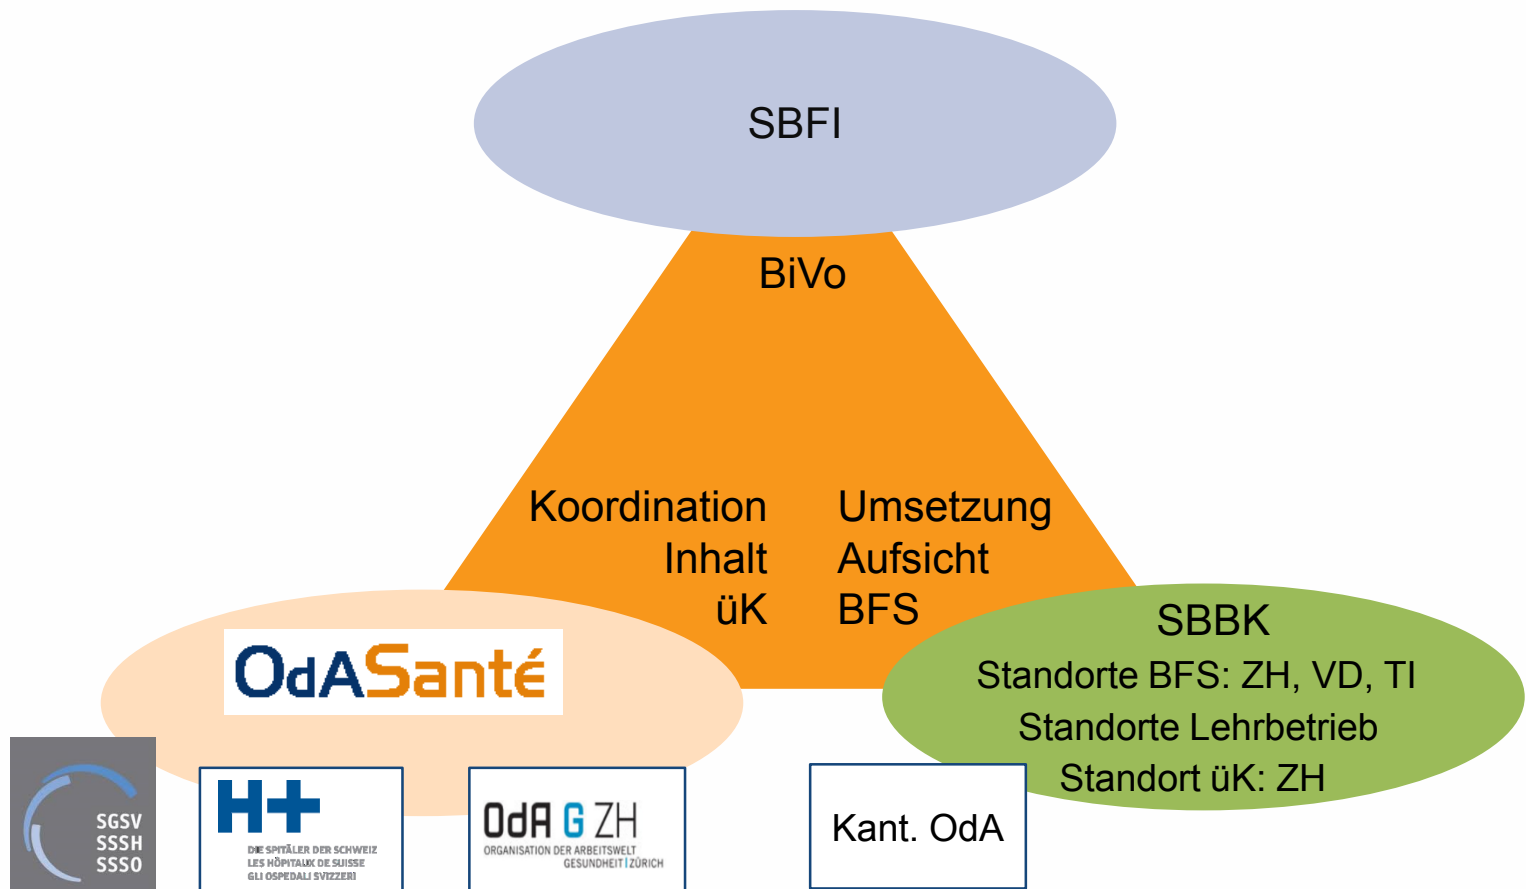 SBFI
BiVo
Koordination
Inhalt
üK
Umsetzung
Aufsicht
BFS
OdASanté
SBBK
Standorte BFS: ZH, VD, TI
Standorte Lehrbetrieb
Standort üK: ZH
SGSV
SSSH
SSSO
H+
DIE SPITÄLER DER SCHWEIZ
LES HÔPITAUX DE SUISSE
GLI OSPEDALI SVIZZERI
OdA G ZH
ORGANISATION DER ARBEITSWELT
GESUNDHEIT|ZÜRICH
Kant. OdA